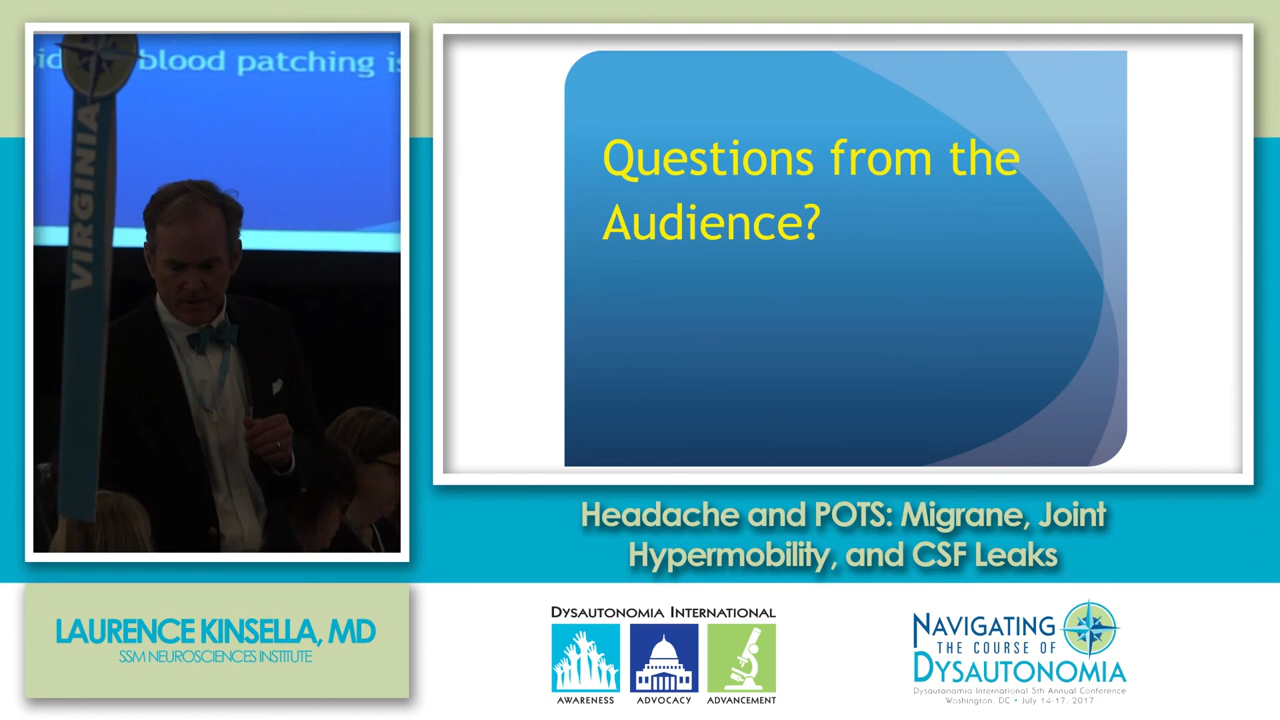 blood patching is
VIRGINIA
Questions from the
Audience?
Headache and POTS: Migrane, Joint
Hypermobility, and CSF Leaks
LAURENCE KINSELLA, MD
SSM NEUROSCIENCES INSTITUTE
DYSAUTONOMIA INTERNATIONAL
AWARENESS
ADVOCACY
ADVANCEMENT
NAVIGATING
THE COURSE OF
DYSAUTONOMIA
Dysautonomia International 5th Annual Conference
Washington, DC • July 14-17, 2017